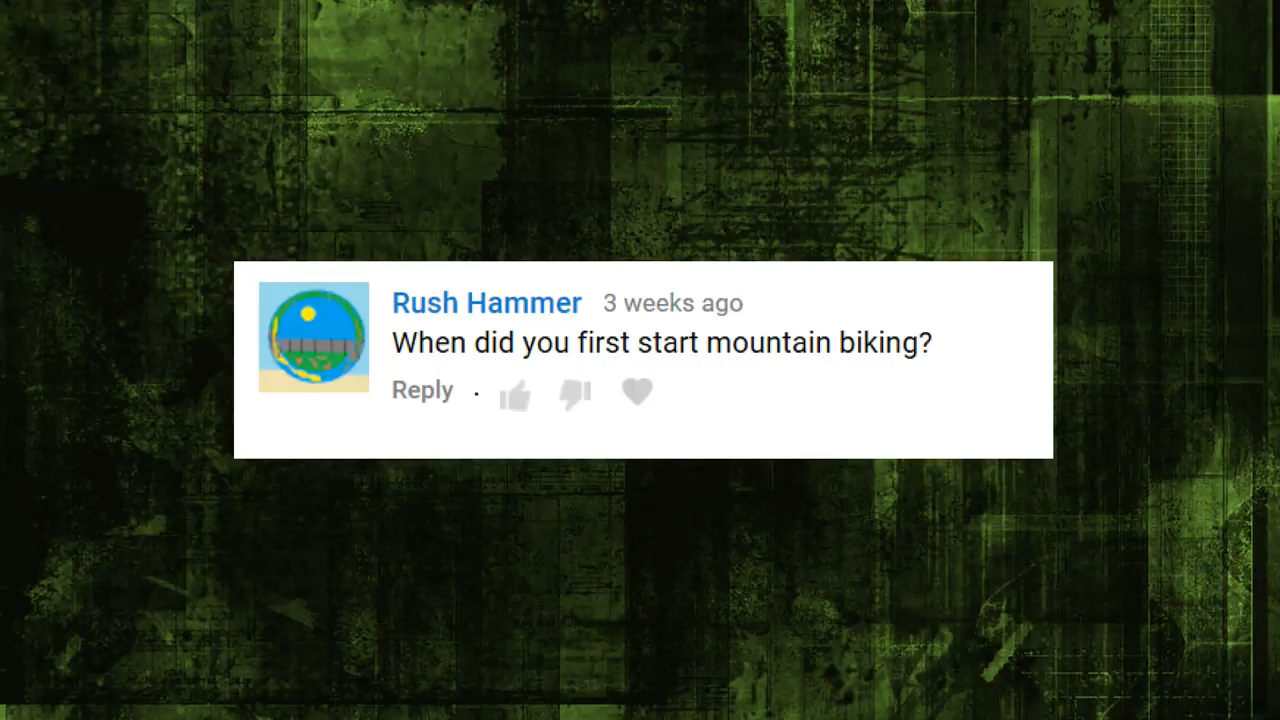 Rush Hammer 3 weeks ago
When did you first start mountain biking?
Reply .